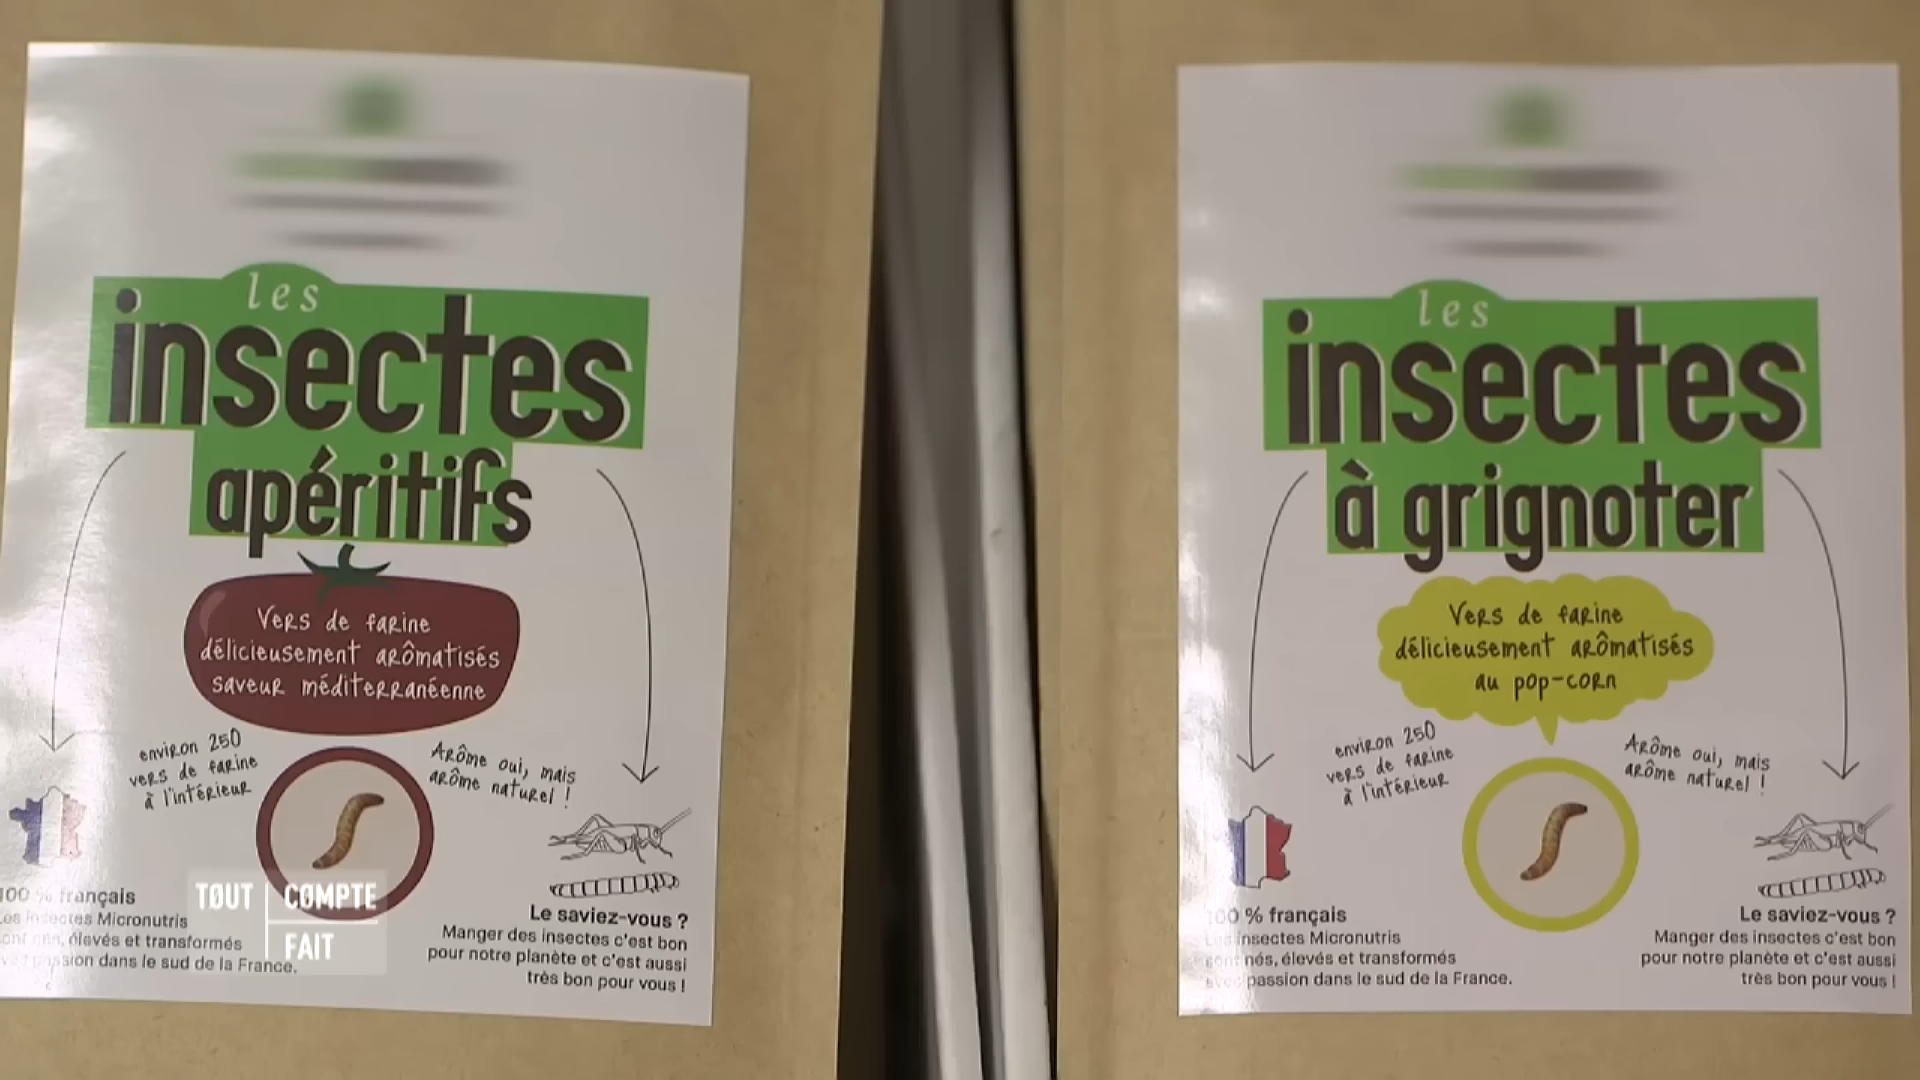 les
insectes
apéritifs
Vers de farine
délicieusement arômatisés
saveur méditerranéenne
environ 250
vers de farine
à l'intérieur
Arôme oui, mais
arôme naturel !
100 % français
Les insectes Micronutris
sont nés, élevés et transformés
avec passion dans le sud de la France.
Le saviez-vous ?
Manger des insectes c'est bon
pour notre planète et c'est aussi
très bon pour vous !
les
insectes
à grignoter
Vers de farine
délicieusement arômatisés
au pop-corn
environ 250
vers de farine
à l'intérieur
Arôme oui, mais
arôme naturel !
100 % français
Les insectes Micronutris
sont nés, élevés et transformés
avec passion dans le sud de la France.
Le saviez-vous ?
Manger des insectes c'est bon
pour notre planète et c'est aussi
très bon pour vous !
TOUT COMPTE
FAIT